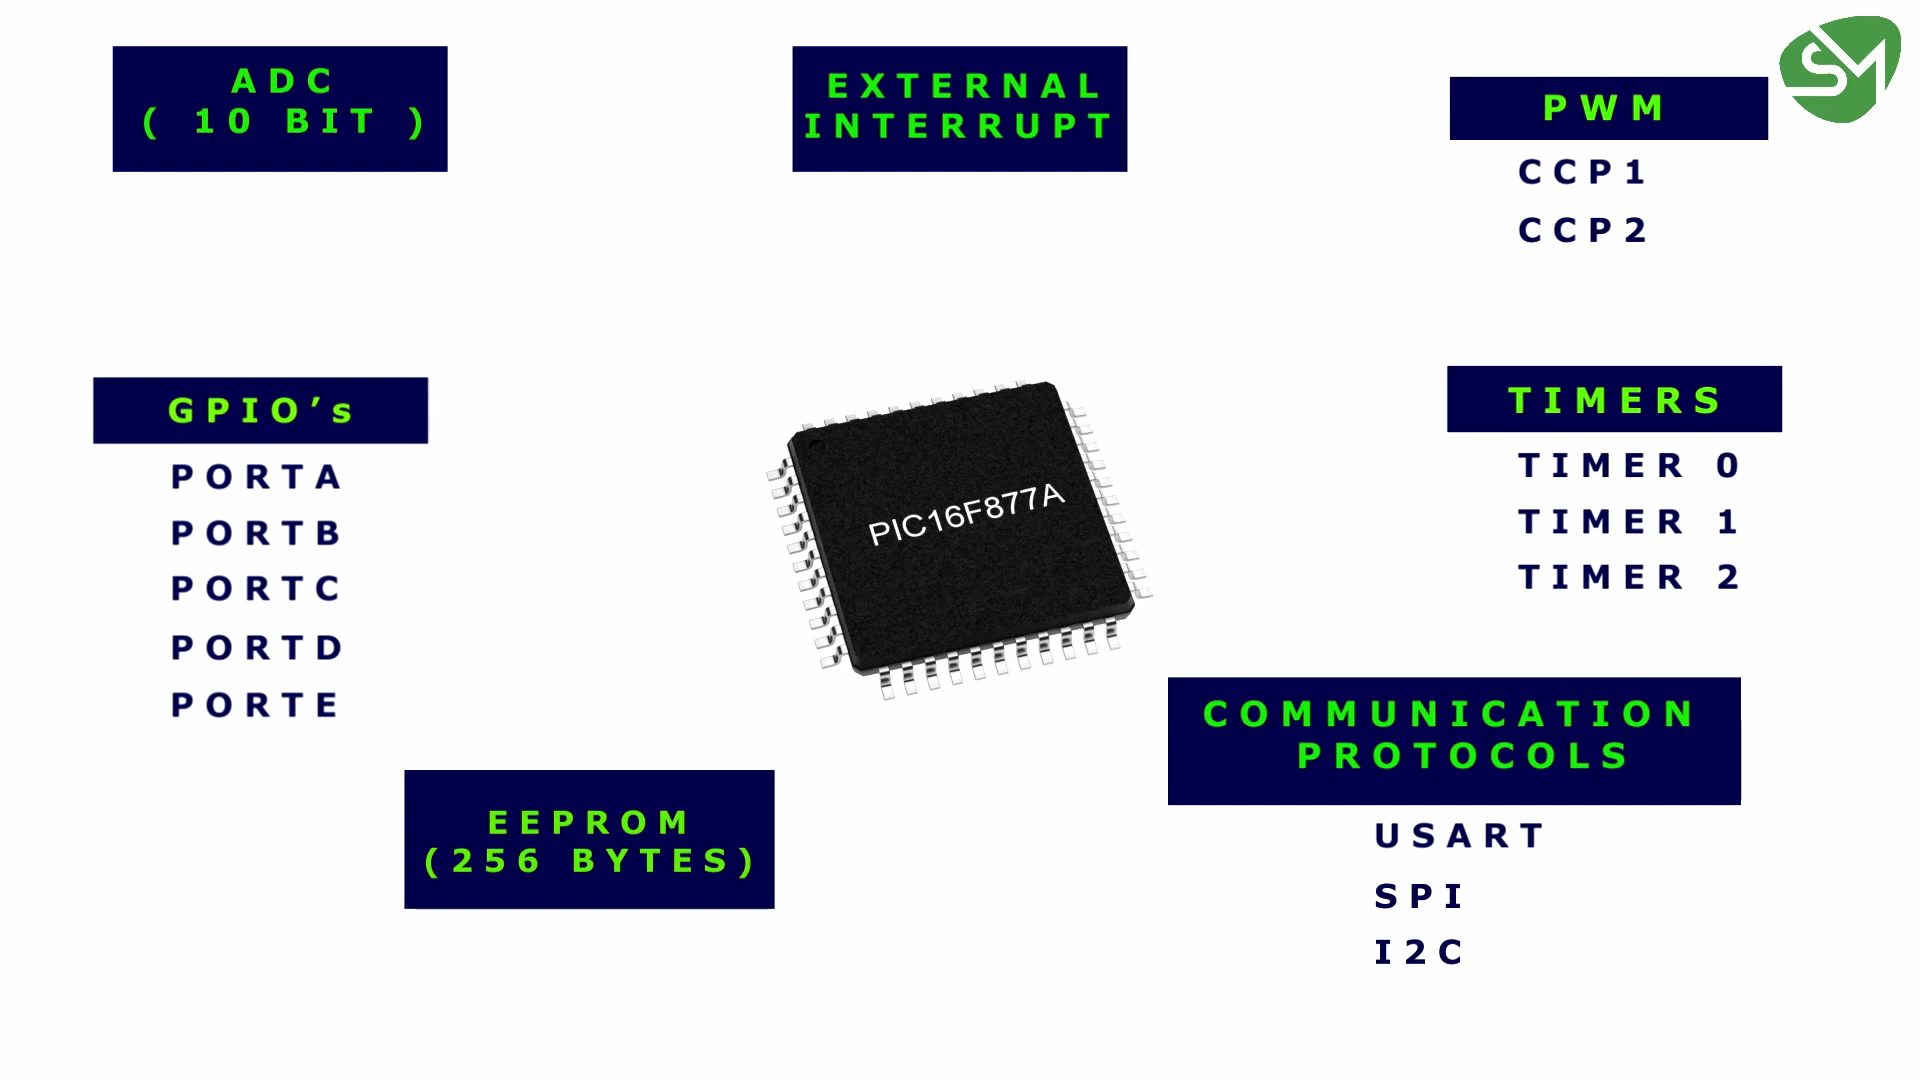 ADC
( 10 BIT )
EXTERNAL
INTERRUPT
PWM
CCP1
CCP2
SM
GPIO’s
PORTA
PORTB
PORTC
PORTD
PORTE
PIC16F877A
TIMERS
TIMER 0
TIMER 1
TIMER 2
EEPROM
(256 BYTES)
COMMUNICATION
PROTOCOLS
USART
SPI
I2C